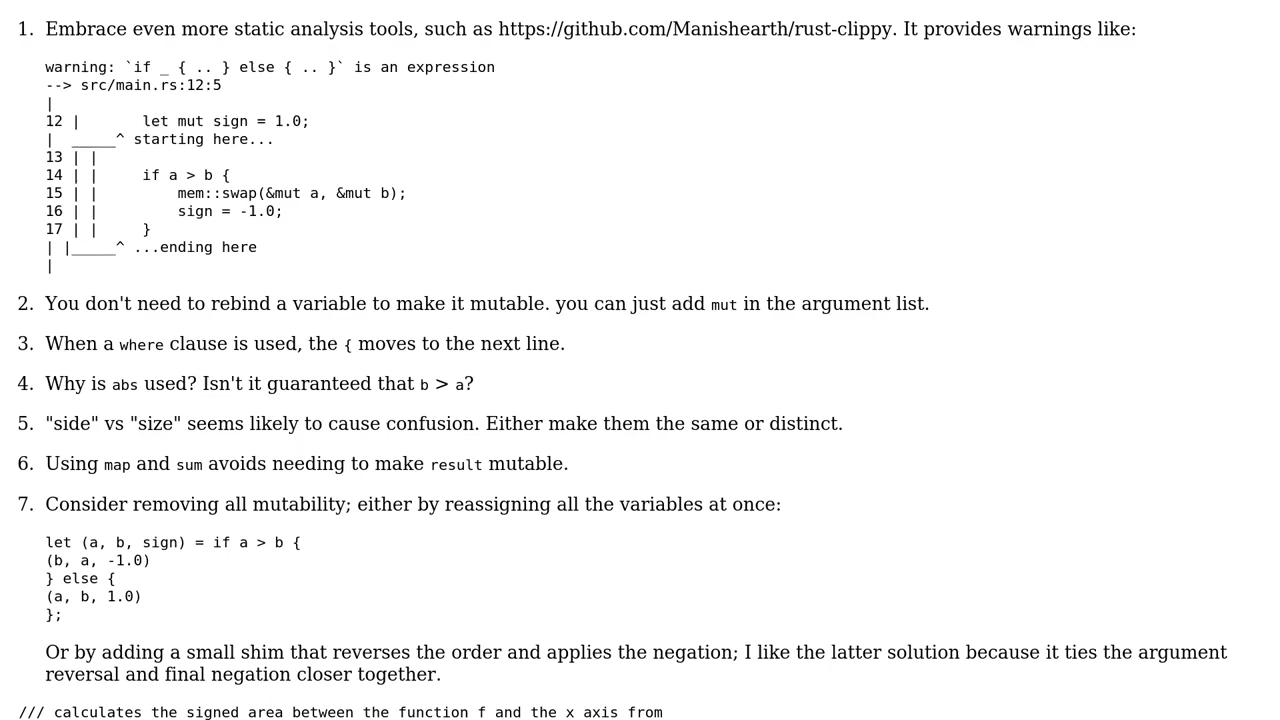 1. Embrace even more static analysis tools, such as https://github.com/Manishearth/rust-clippy. It provides warnings like:
warning: `if _ { .. } else { .. }` is an expression
--> src/main.rs:12:5
|
12 |       let mut sign = 1.0;
|  _____^ starting here...
13 | |
14 | |     if a > b {
15 | |         mem::swap(&mut a, &mut b);
16 | |         sign = -1.0;
17 | |     }
| |_____^ ...ending here
|
2. You don't need to rebind a variable to make it mutable. you can just add mut in the argument list.
3. When a where clause is used, the { moves to the next line.
4. Why is abs used? Isn't it guaranteed that b > a?
5. "side" vs "size" seems likely to cause confusion. Either make them the same or distinct.
6. Using map and sum avoids needing to make result mutable.
7. Consider removing all mutability; either by reassigning all the variables at once:
let (a, b, sign) = if a > b {
(b, a, -1.0)
} else {
(a, b, 1.0)
};
Or by adding a small shim that reverses the order and applies the negation; I like the latter solution because it ties the argument
reversal and final negation closer together.
/// calculates the signed area between the function f and the x axis from